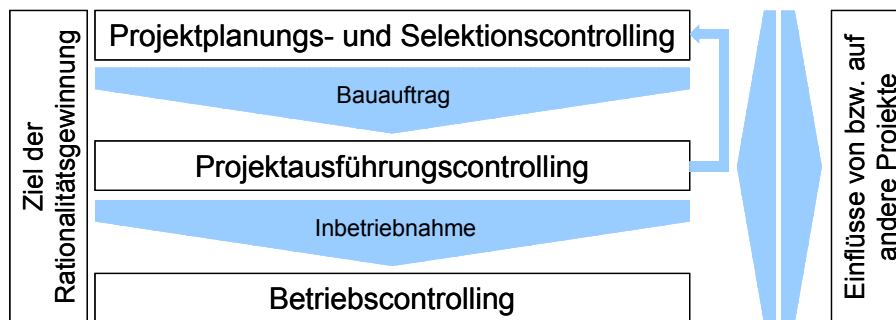 Ziel der
Rationalitätsgewinnung
Projektplanungs- und Selektionscontrolling
Bauauftrag
Projektausführungscontrolling
Inbetriebnahme
Betriebscontrolling
Einflüsse von bzw. auf
andere Projekte